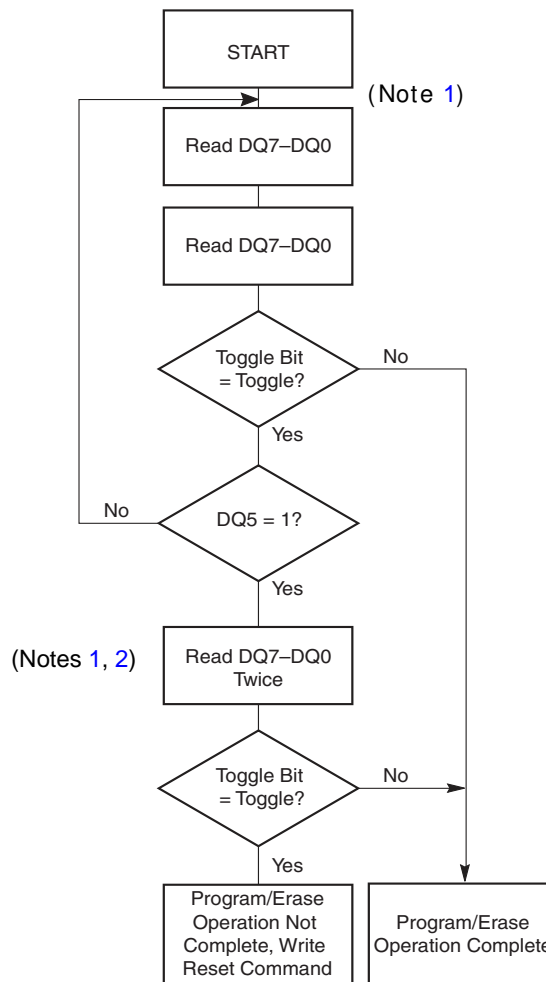 START
(Note 1)
Read DQ7–DQ0
Read DQ7–DQ0
Toggle Bit
= Toggle?
No
Yes
No
DQ5 = 1?
Yes
(Notes 1, 2)
Read DQ7–DQ0
Twice
Toggle Bit
= Toggle?
No
Yes
Program/Erase
Operation Not
Complete, Write
Reset Command
Program/Erase
Operation Complete